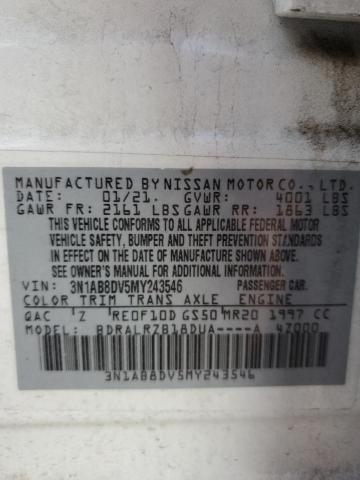 MANUFACTURED BY NISSAN MOTOR CO., LTD.
DATE: 01/21. GVWR: 4001 LBS
GAWR FR: 2161 LBS GAWR RR: 1863 LBS
THIS VEHICLE CONFORMS TO ALL APPLICABLE FEDERAL MOTOR
VEHICLE SAFETY, BUMPER AND THEFT PREVENTION STANDARDS
IN EFFECT ON THE DATE OF MANUFACTURE SHOWN ABOVE.
SEE OWNER'S MANUAL FOR ADDITIONAL INFORMATION.
VIN: 3N1AB8DV5MY243546 PASSENGER CAR.
COLOR TRIM TRANS AXLE ENGINE
QAC Z RE0F10D GS50 MR20 1997 CC
MODEL: BDRALRZB18DUA----A 4Z000
3N1AB8DV5MY243546